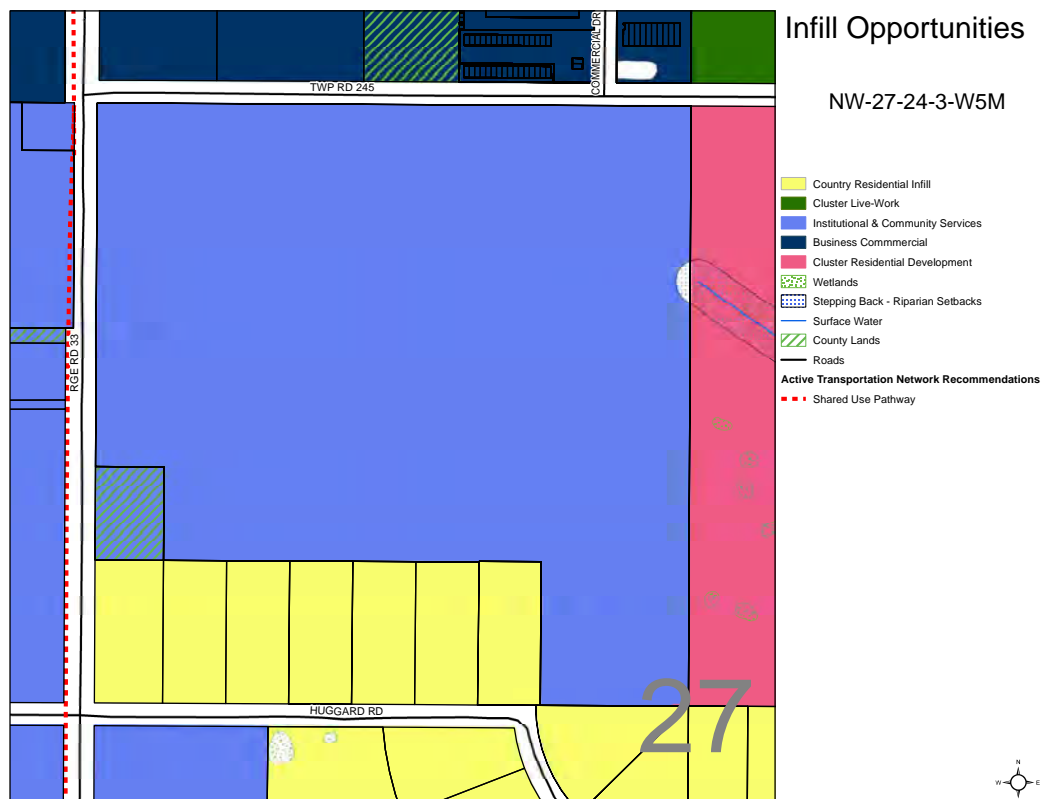 Infill Opportunities
NW-27-24-3-W5M
TWP RD 245
COMMERCIAL DR
RGE RD 33
HUGGARD RD
27
Country Residential Infill
Cluster Live-Work
Institutional & Community Services
Business Commmercial
Cluster Residential Development
Wetlands
Stepping Back - Riparian Setbacks
Surface Water
County Lands
Roads
Active Transportation Network Recommendations
Shared Use Pathway
N
W
E
S